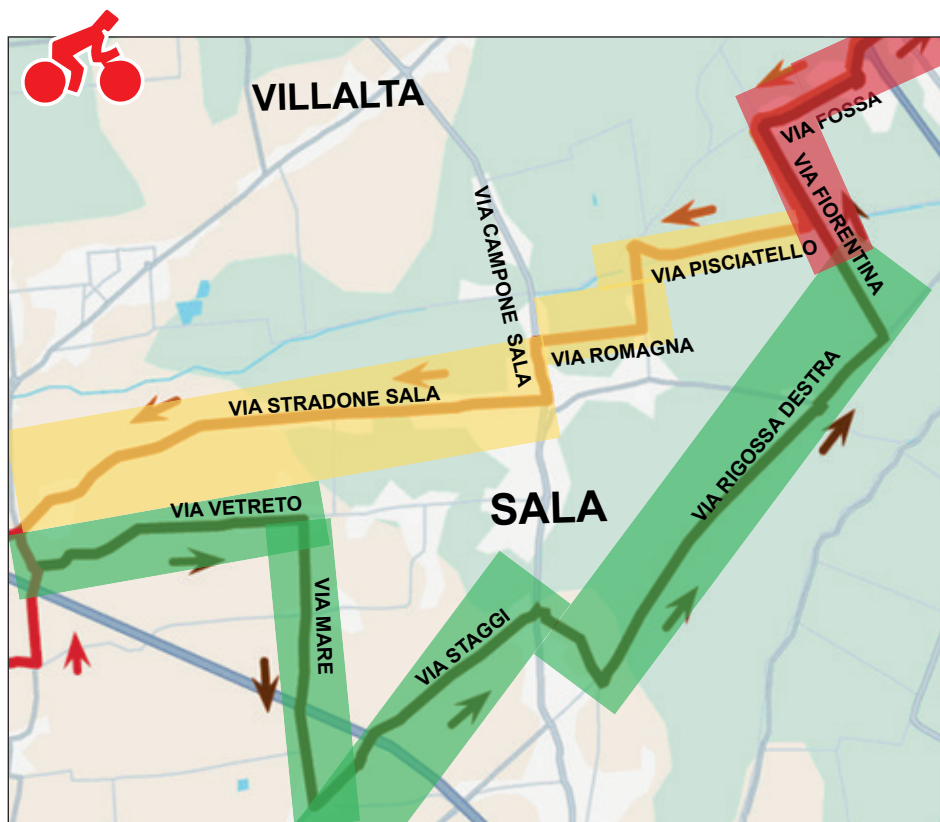 VILLALTA
VIA FOSSA
VIA FIORENTINA
VIA CAMPONE SALA
VIA PISCIATELLO
VIA ROMAGNA
VIA STRADONE SALA
VIA RIGOSSA DESTRA
VIA VETRETO
SALA
VIA MARE
VIA STAGGI